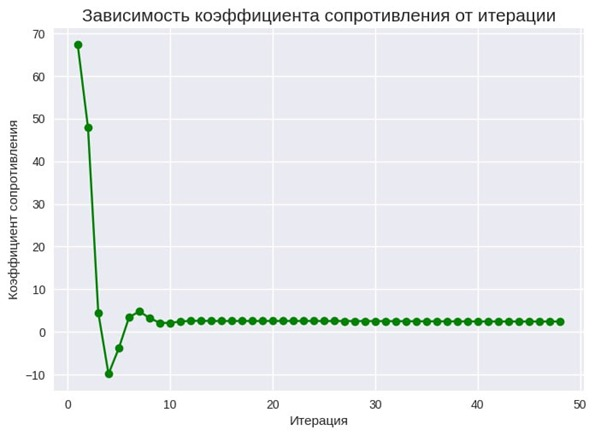 Зависимость коэффициента сопротивления от итерации
70
60
50
40
30
20
10
0
−10
Коэффициент сопротивления
0 10 20 30 40 50
Итерация